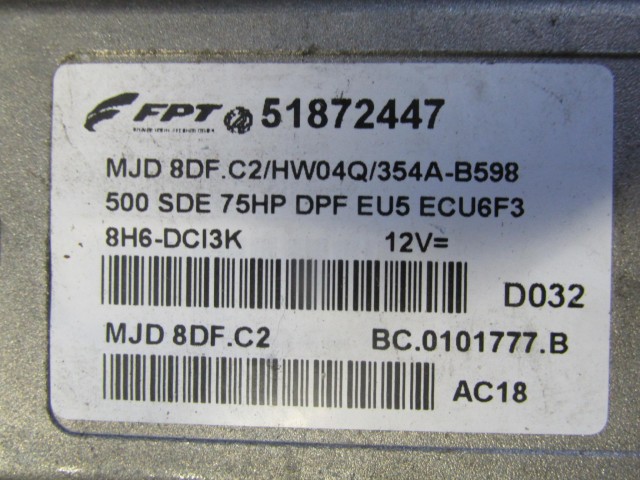 FPT 51872447
MJD 8DF.C2/HW04Q/354A-B598
500 SDE 75HP DPF EU5 ECU6F3
8H6-DCI3K 12V=
D032
MJD 8DF.C2 BC.0101777.B
AC18